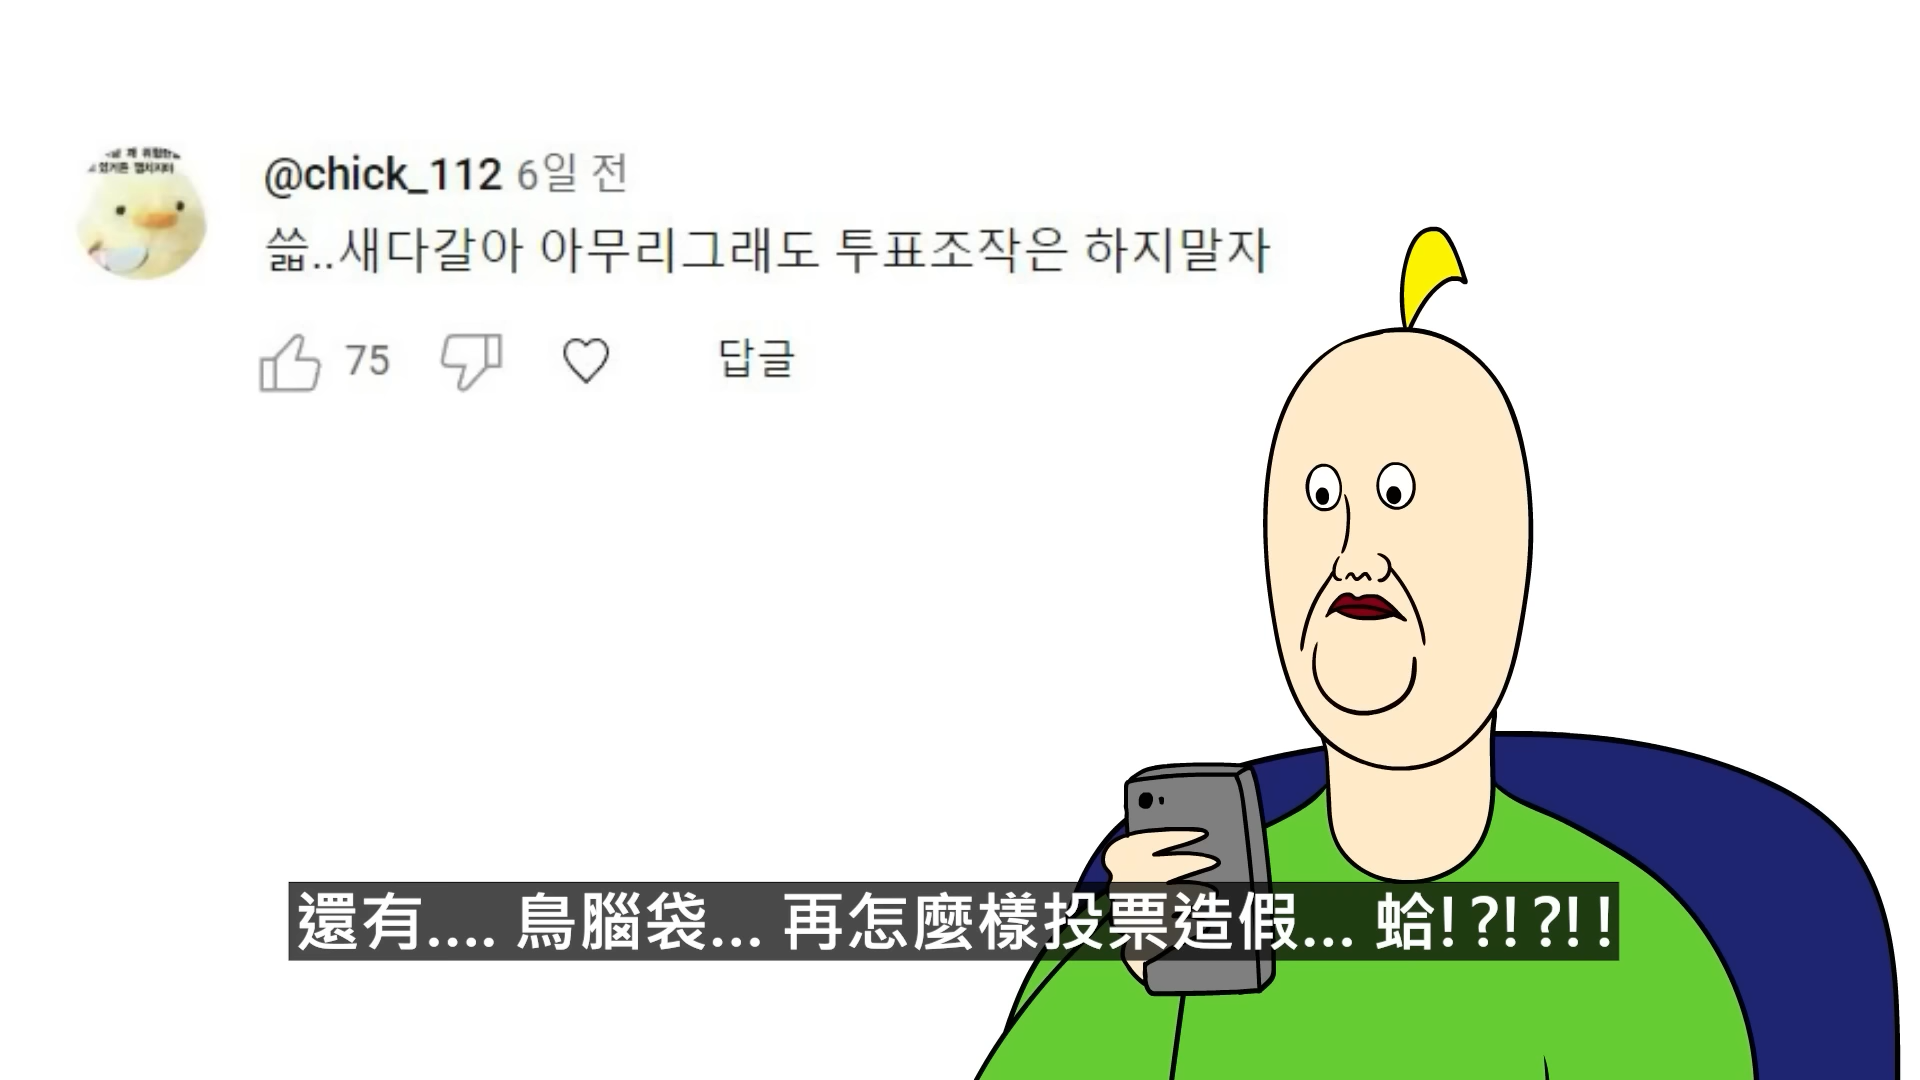 @chick_112 6일 전
씁..새다갈아 아무리그래도 투표조작은 하지말자
75 답글
還有.... 鳥腦袋... 再怎麼樣投票造假... 蛤!?!?!!